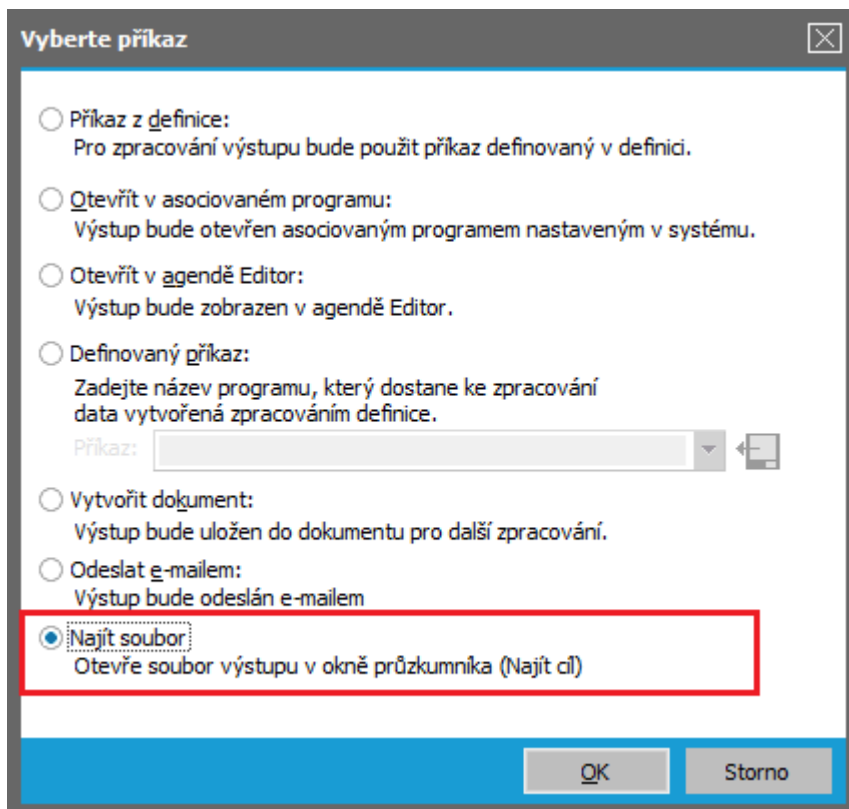 Vyberte příkaz
Příkaz z definice:
Pro zpracování výstupu bude použit příkaz definovaný v definici.
Otevřít v asociovaném programu:
Výstup bude otevřen asociovaným programem nastaveným v systému.
Otevřít v agendě Editor:
Výstup bude zobrazen v agendě Editor.
Definovaný příkaz:
Zadejte název programu, který dostane ke zpracování
data vytvořená zpracováním definice.
Příkaz:
Vytvořit dokument:
Výstup bude uložen do dokumentu pro další zpracování.
Odeslat e-mailem:
Výstup bude odeslán e-mailem
Najít soubor
Otevře soubor výstupu v okně průzkumníka (Najít cíl)
OK Storno